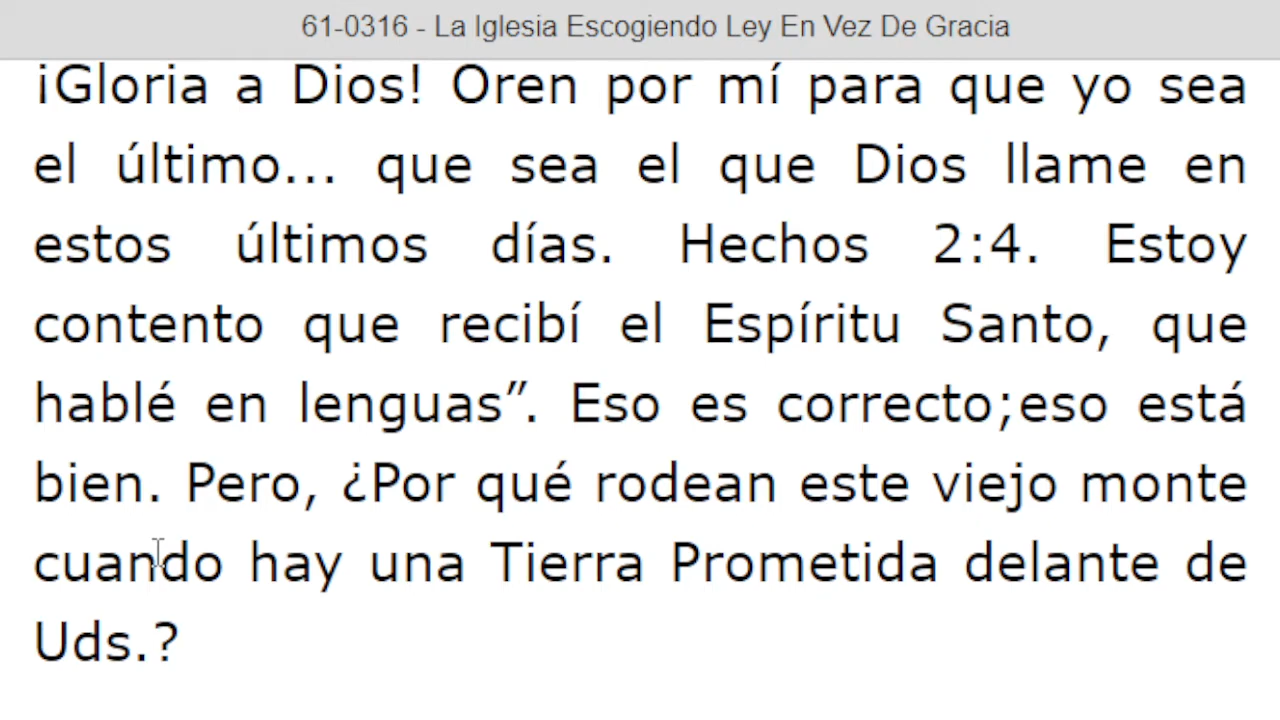 61-0316 - La Iglesia Escogiendo Ley En Vez De Gracia
¡Gloria a Dios! Oren por mí para que yo sea
el último... que sea el que Dios llame en
estos últimos días. Hechos 2:4. Estoy
contento que recibí el Espíritu Santo, que
hablé en lenguas”. Eso es correcto;eso está
bien. Pero, ¿Por qué rodean este viejo monte
cuando hay una Tierra Prometida delante de
Uds.?